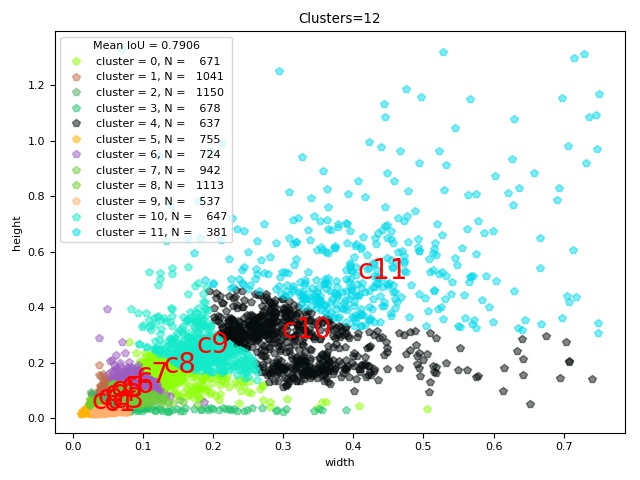 Clusters=12
Mean IoU = 0.7906
cluster = 0, N = 671
cluster = 1, N = 1041
cluster = 2, N = 1150
cluster = 3, N = 678
cluster = 4, N = 637
cluster = 5, N = 755
cluster = 6, N = 724
cluster = 7, N = 942
cluster = 8, N = 1113
cluster = 9, N = 537
cluster = 10, N = 647
cluster = 11, N = 381
height
1.2
1.0
0.8
0.6
0.4
0.2
0.0
c11
c10
c9
c8
0.0 0.1 0.2 0.3 0.4 0.5 0.6 0.7
width